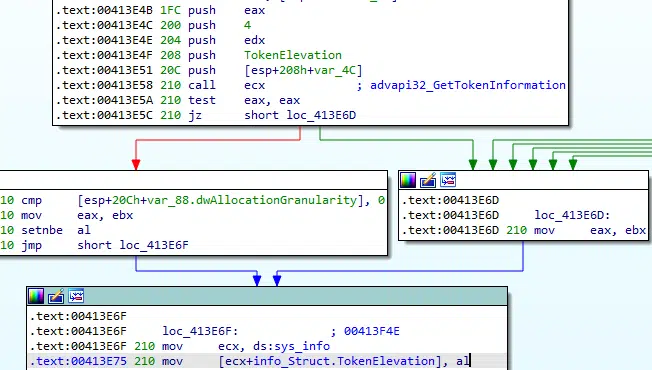 .text:00413E4B 1FC push    eax
.text:00413E4C 200 push    4
.text:00413E4E 204 push    edx
.text:00413E4F 208 push    TokenElevation
.text:00413E51 20C push    [esp+208h+var_4C]
.text:00413E58 210 call    ecx             ; advapi32_GetTokenInformation
.text:00413E5A 210 test    eax, eax
.text:00413E5C 210 jz      short loc_413E6D
10 cmp     [esp+20Ch+var_88.dwAllocationGranularity], 0
10 mov     eax, ebx
10 setnbe  al
10 jmp     short loc_413E6F
.text:00413E6D
.text:00413E6D     loc_413E6D:
.text:00413E6D 210 mov     eax, ebx
.text:00413E6F
.text:00413E6F     loc_413E6F:             ; 00413F4E
.text:00413E6F 210 mov     ecx, ds:sys_info
.text:00413E75 210 mov     [ecx+info_Struct.TokenElevation], al